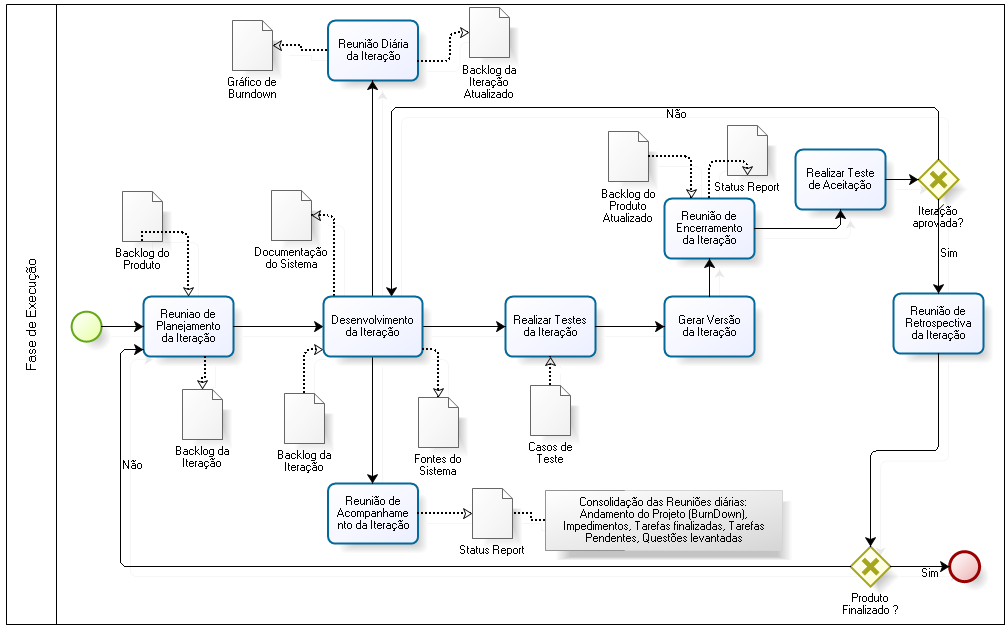 Fase de Execução
Gráfico de
Burndown
Reunião Diária
da Iteração
Backlog da
Iteração
Atualizado
Não
Backlog do
Produto
Atualizado
Status Report
Realizar Teste
de Aceitação
Iteração
aprovada?
Sim
Reunião de
Encerramento
da Iteração
Backlog do
Produto
Documentação
do Sistema
Reuniao de
Planejamento
da Iteração
Desenvolvimento
da Iteração
Realizar Testes
da Iteração
Gerar Versão
da Iteração
Reunião de
Retrospectiva
da Iteração
Backlog da
Iteração
Backlog da
Iteração
Fontes do
Sistema
Casos de
Teste
Não
Reunião de
Acompanhame
nto da Iteração
Status Report
Consolidação das Reuniões diárias:
Andamento do Projeto (BurnDown),
Impedimentos, Tarefas finalizadas, Tarefas
Pendentes, Questões levantadas
Sim
Produto
Finalizado ?